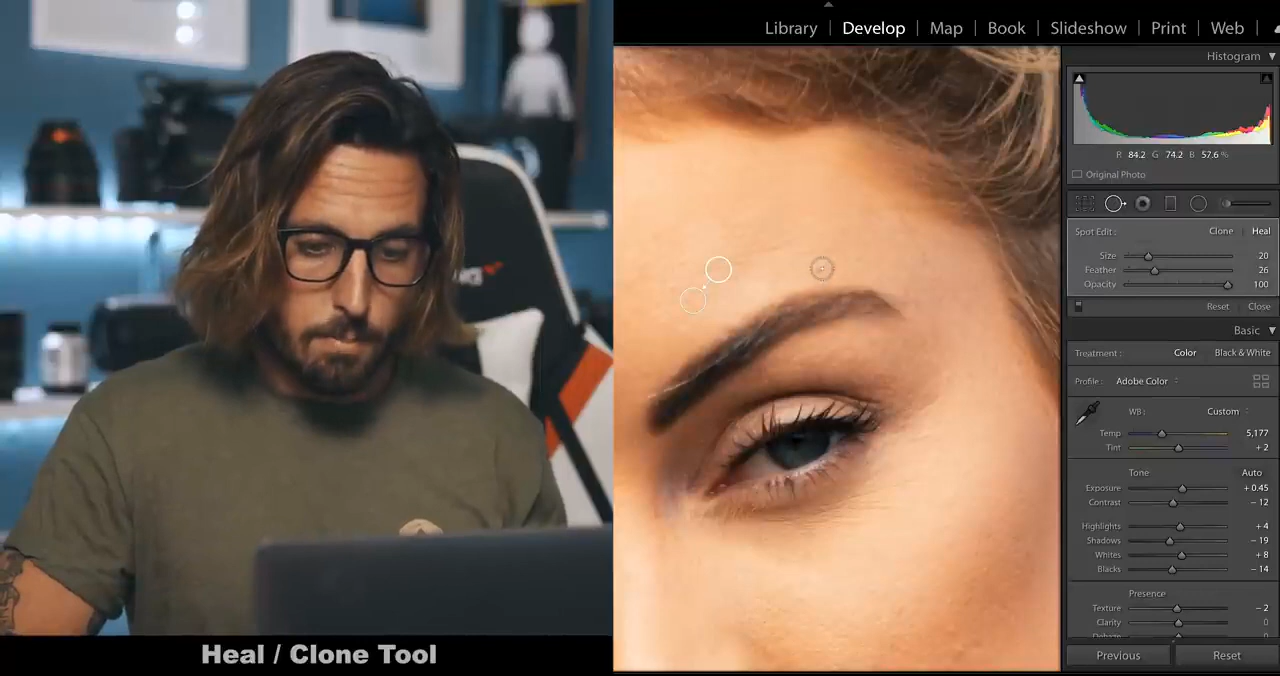 Library | Develop | Map | Book | Slideshow | Print | Web |
Histogram
R 84.2 G 74.2 B 57.6 %
Original Photo
Spot Edit : Clone | Heal
Size 20
Feather 26
Opacity 100
Reset | Close
Basic
Treatment : Color | Black & White
Profile : Adobe Color
WB : Custom
Temp 5,177
Tint + 2
Tone Auto
Exposure + 0.45
Contrast − 12
Highlights + 4
Shadows − 19
Whites + 8
Blacks − 14
Presence
Texture − 2
Clarity 0
Dehaze 0
Previous Reset
Heal / Clone Tool